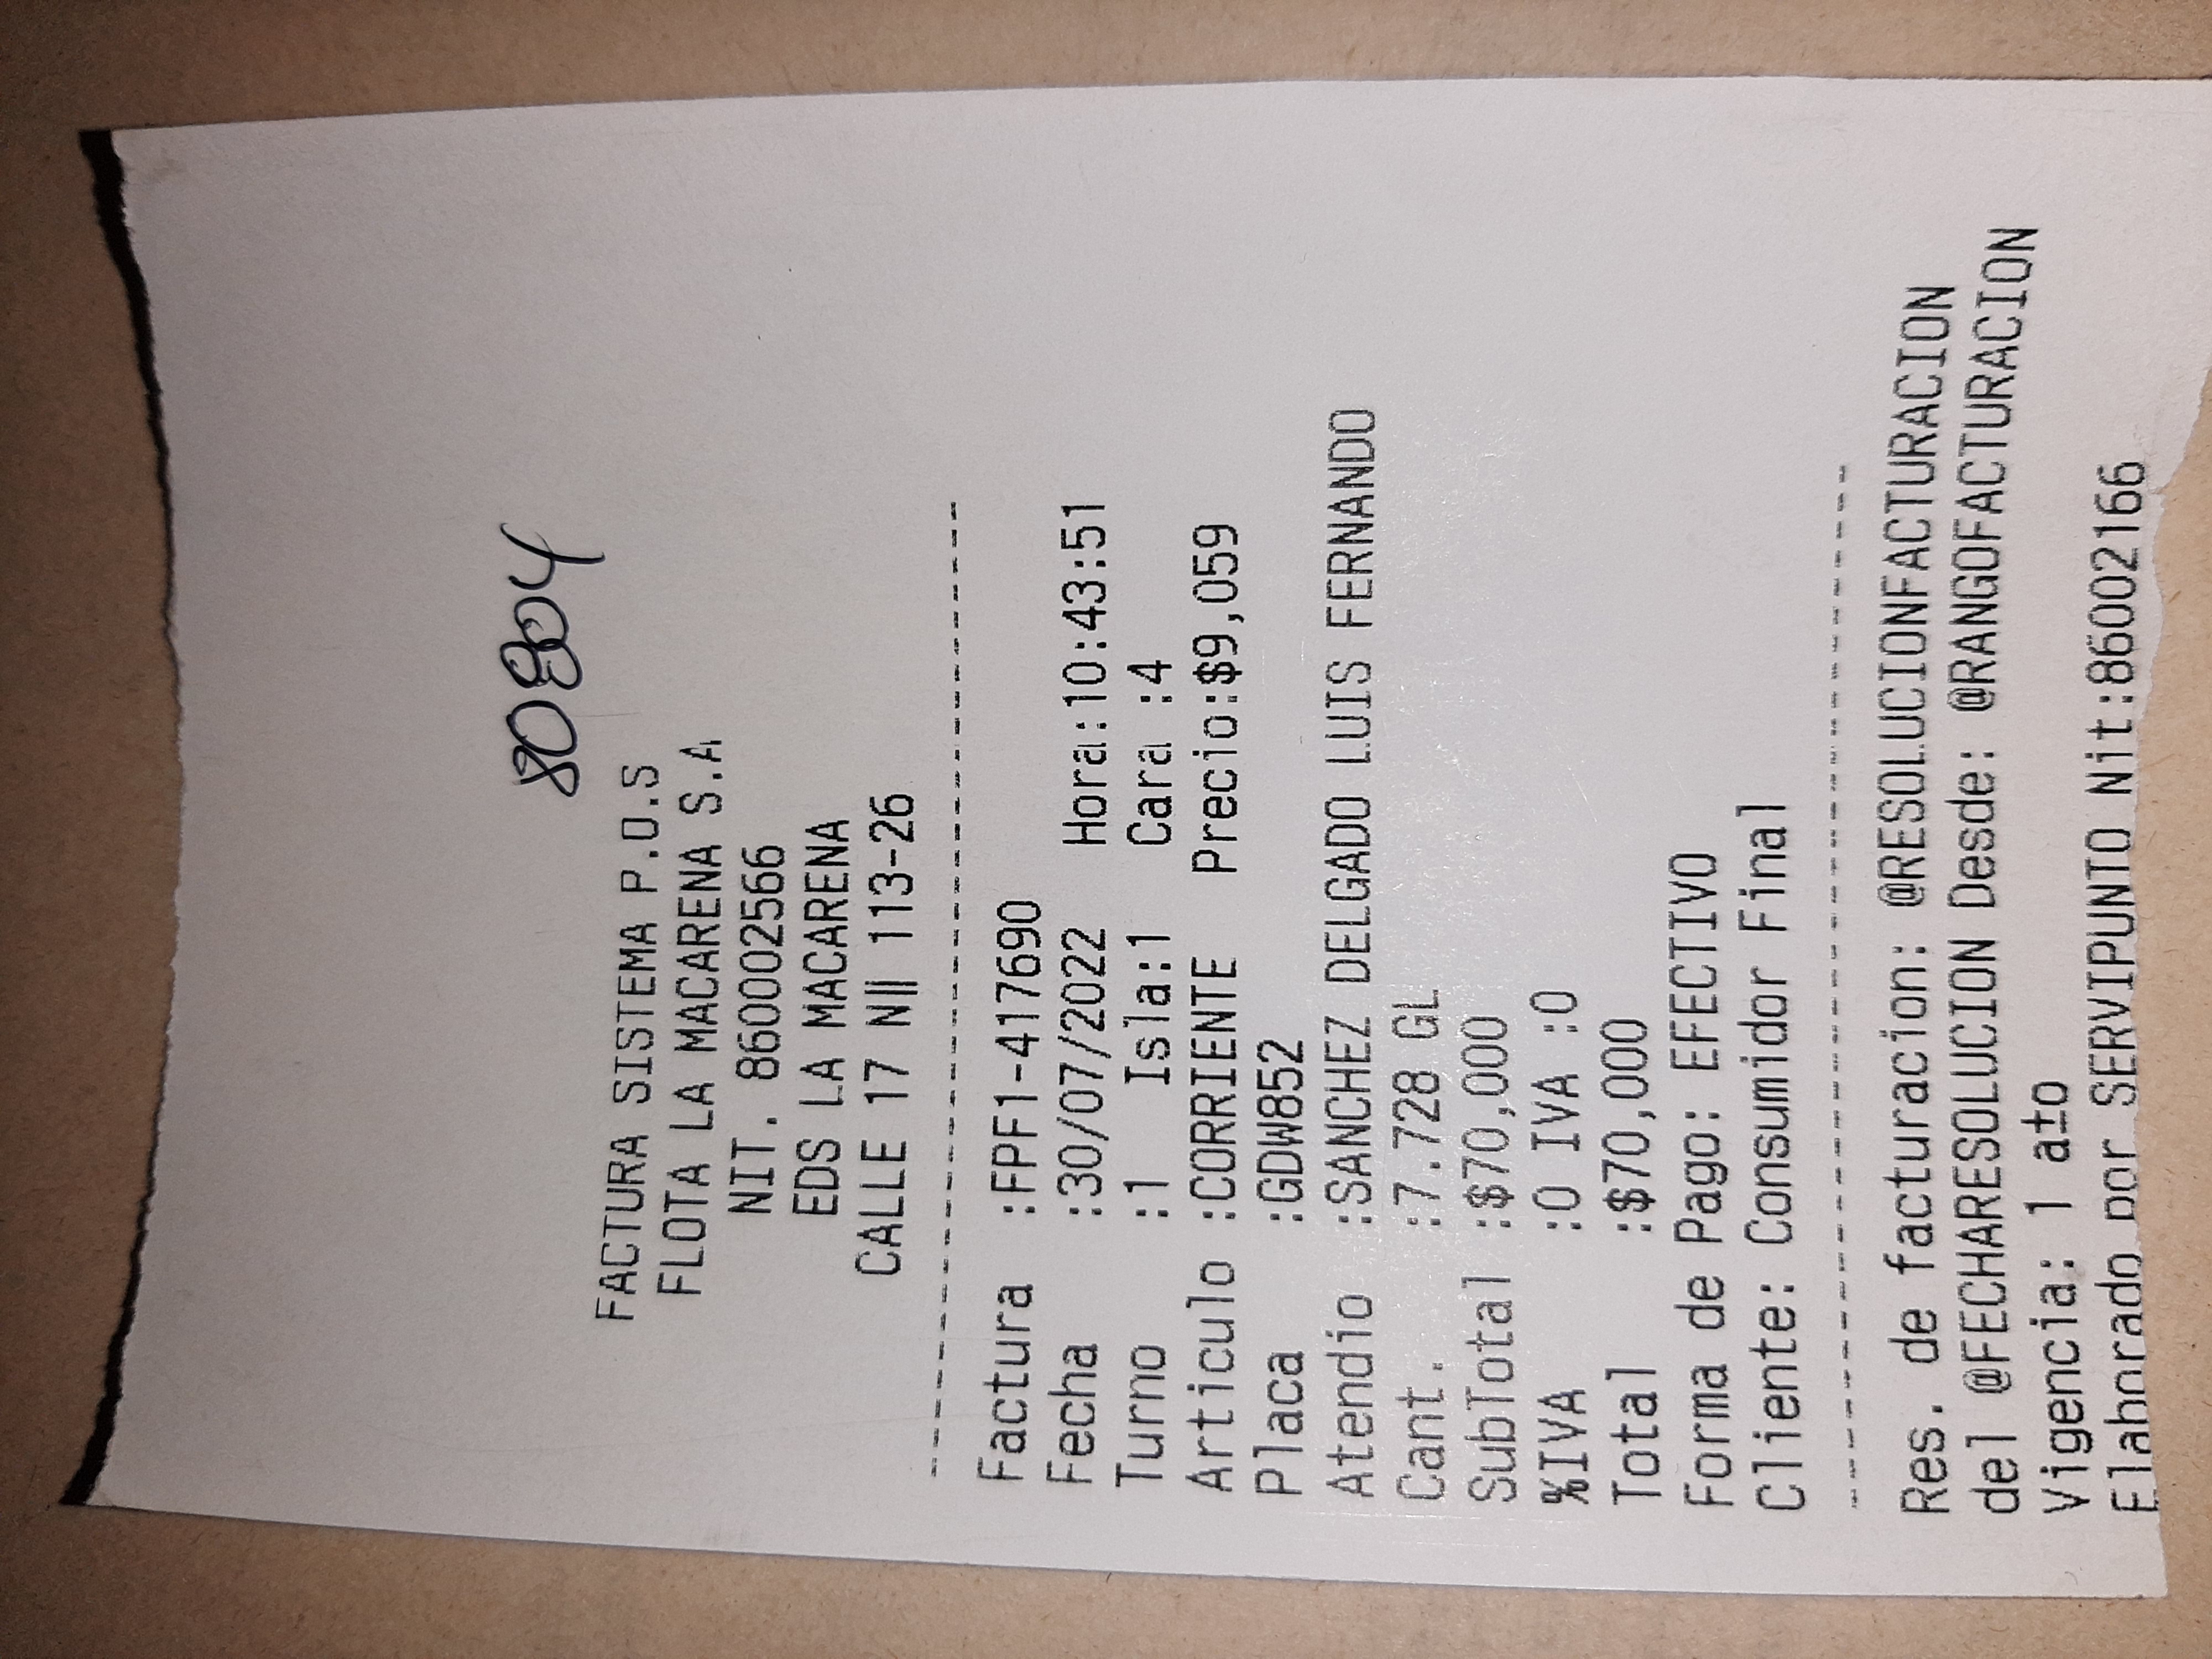 80804
FACTURA SISTEMA P.O.S
FLOTA LA MACARENA S.A
NIT. 860002566
EDS LA MACARENA
CALLE 17 N|| 113-26
--------------------------------
Factura :FPF1-417690
Fecha :30/07/2022 Hora:10:43:51
Turno :1 Isla:1 Cara :4
Articulo :CORRIENTE Precio:$9,059
Placa :GDW852
Atendio :SANCHEZ DELGADO LUIS FERNANDO
Cant. :7.728 GL
SubTotal :$70,000
%IVA :0 IVA :0
Total :$70,000
Forma de Pago: EFECTIVO
Cliente: Consumidor Final
--------------------------------
Res. de facturacion: @RESOLUCIONFACTURACION
del @FECHARESOLUCION Desde: @RANGOFACTURACION
Vigencia: 1 a±o
Elaborado por SERVIPUNTO Nit:86002166